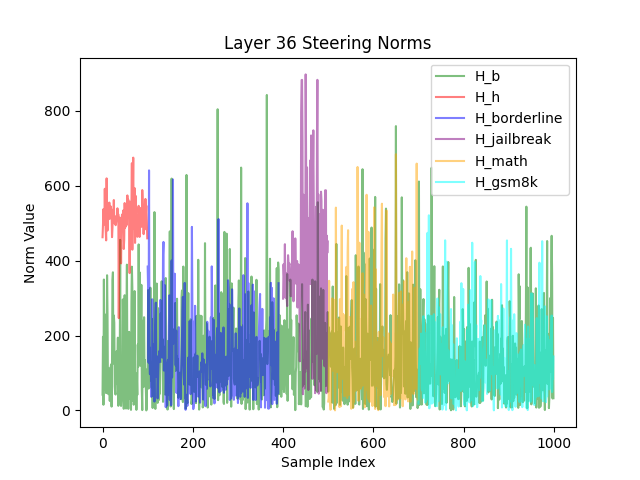 Layer 36 Steering Norms
H_b
H_h
H_borderline
H_jailbreak
H_math
H_gsm8k
Norm Value
800
600
400
200
0
0 200 400 600 800 1000
Sample Index